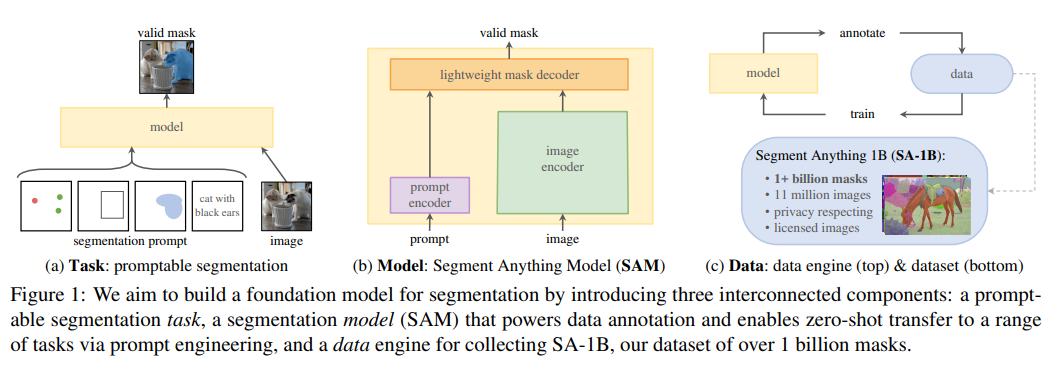 valid mask
model
cat with
black ears
segmentation prompt
image
(a) Task: promptable segmentation
valid mask
lightweight mask decoder
image
encoder
prompt
encoder
prompt
image
(b) Model: Segment Anything Model (SAM)
annotate
model
data
train
Segment Anything 1B (SA-1B):
• 1+ billion masks
• 11 million images
• privacy respecting
• licensed images
(c) Data: data engine (top) & dataset (bottom)
Figure 1: We aim to build a foundation model for segmentation by introducing three interconnected components: a prompt-
able segmentation task, a segmentation model (SAM) that powers data annotation and enables zero-shot transfer to a range
of tasks via prompt engineering, and a data engine for collecting SA-1B, our dataset of over 1 billion masks.